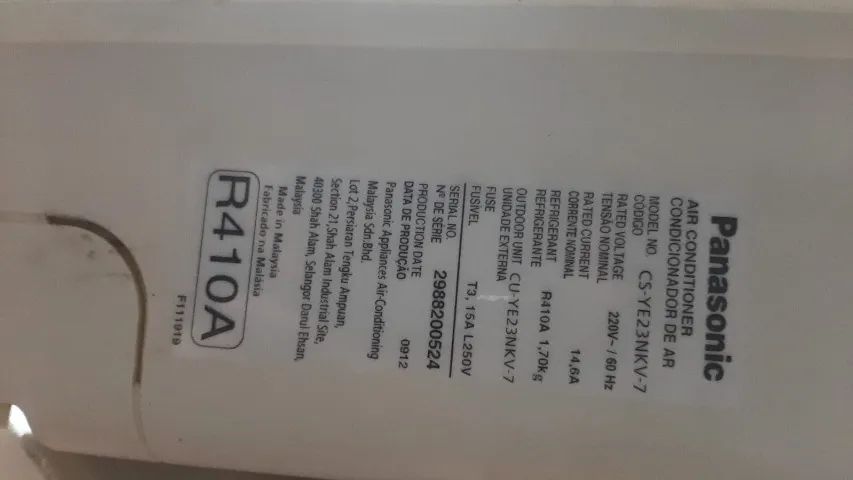 Panasonic
AIR CONDITIONER
CONDICIONADOR DE AR
MODEL NO.
CÓDIGO
CS-YE23NKV-7
RATED VOLTAGE
TENSÃO NOMINAL
220V~ / 60 Hz
RATED CURRENT
CORRENTE NOMINAL
14,6A
REFRIGERANT
REFRIGERANTE
R410A 1,70kg
OUTDOOR UNIT
UNIDADE EXTERNA
CU-YE23NKV-7
FUSE
FUSÍVEL
T3, 15A L250V
SERIAL NO.
Nº DE SÉRIE
2988200524
PRODUCTION DATE
DATA DE PRODUÇÃO
0912
Panasonic Appliances Air-Conditioning
Malaysia Sdn.Bhd.
Lot 2,Persiaran Tengku Ampuan,
Section 21,Shah Alam Industrial Site,
40300 Shah Alam, Selangor Darul Ehsan,
Malaysia
Made in Malaysia
Fabricado na Malásia
R410A
F111919